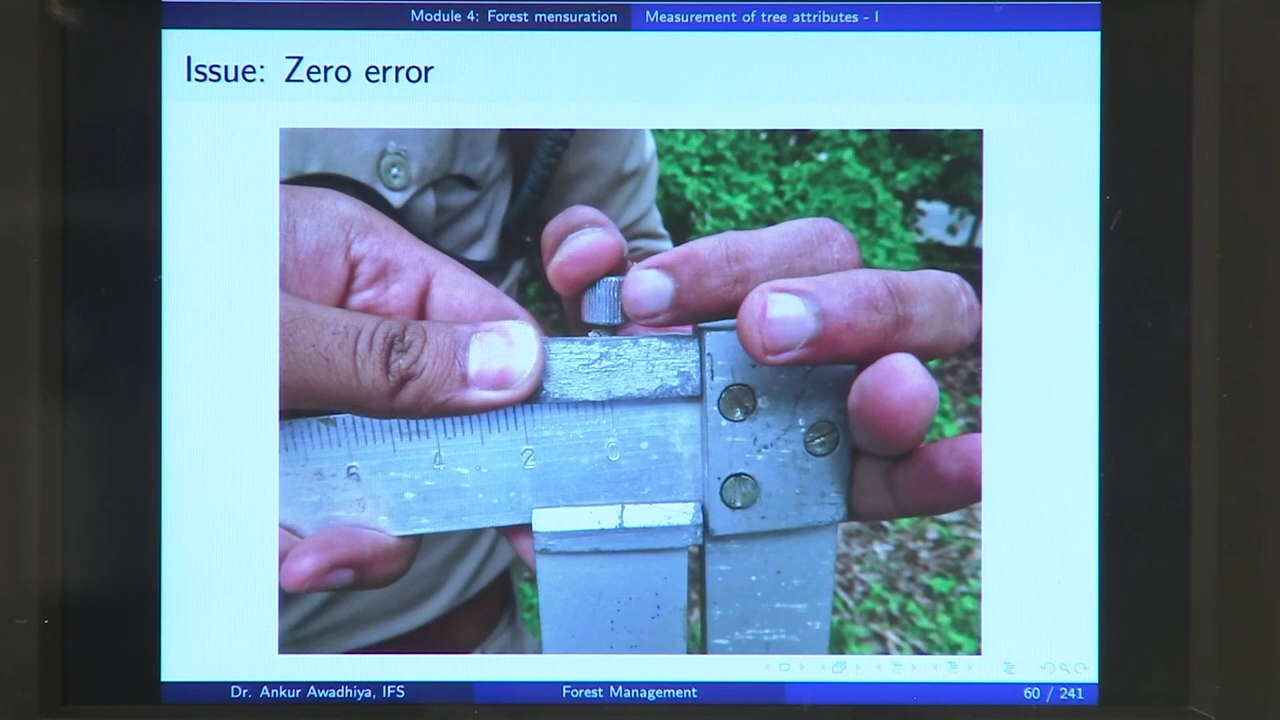 Module 4: Forest mensuration
Measurement of tree attributes - I
Issue: Zero error
6 4 2 0
Dr. Ankur Awadhiya, IFS
Forest Management
60 / 241